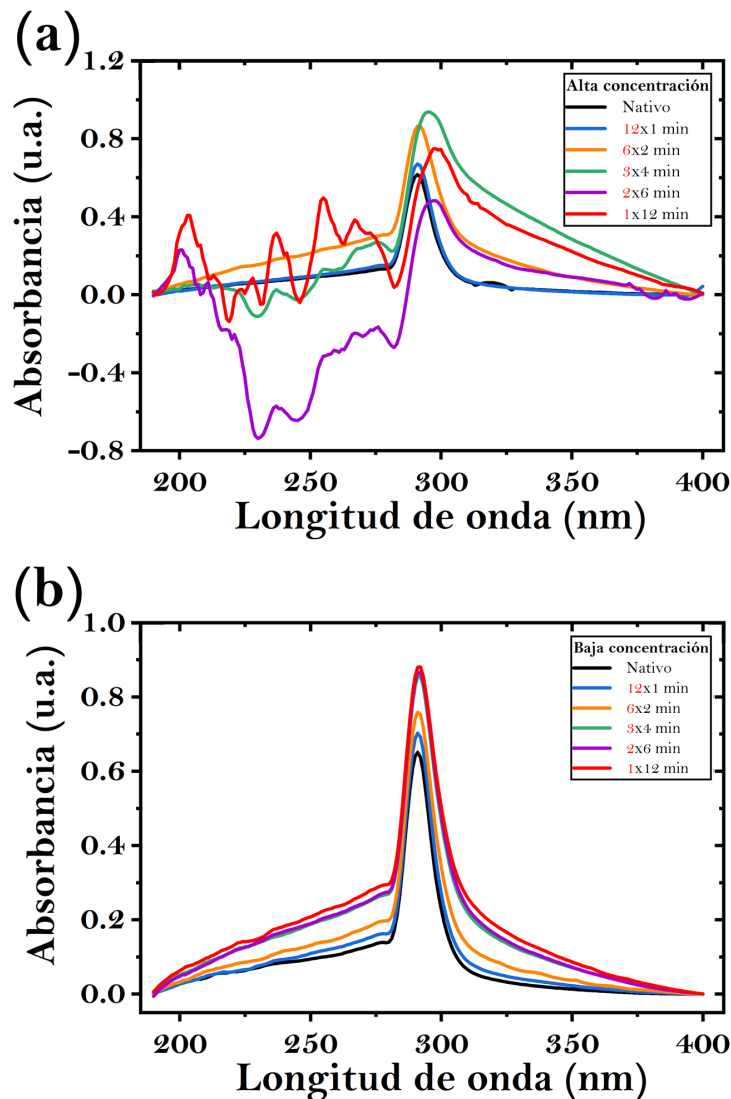 (a)
1.2
0.8
0.4
0.0
-0.4
-0.8
Absorbancia (u.a.)
Alta concentración
Nativo
12x1 min
6x2 min
3x4 min
2x6 min
1x12 min
200
250
300
350
400
Longitud de onda (nm)
(b)
1.0
0.8
0.6
0.4
0.2
0.0
Absorbancia (u.a.)
Baja concentración
Nativo
12x1 min
6x2 min
3x4 min
2x6 min
1x12 min
200
250
300
350
400
Longitud de onda (nm)